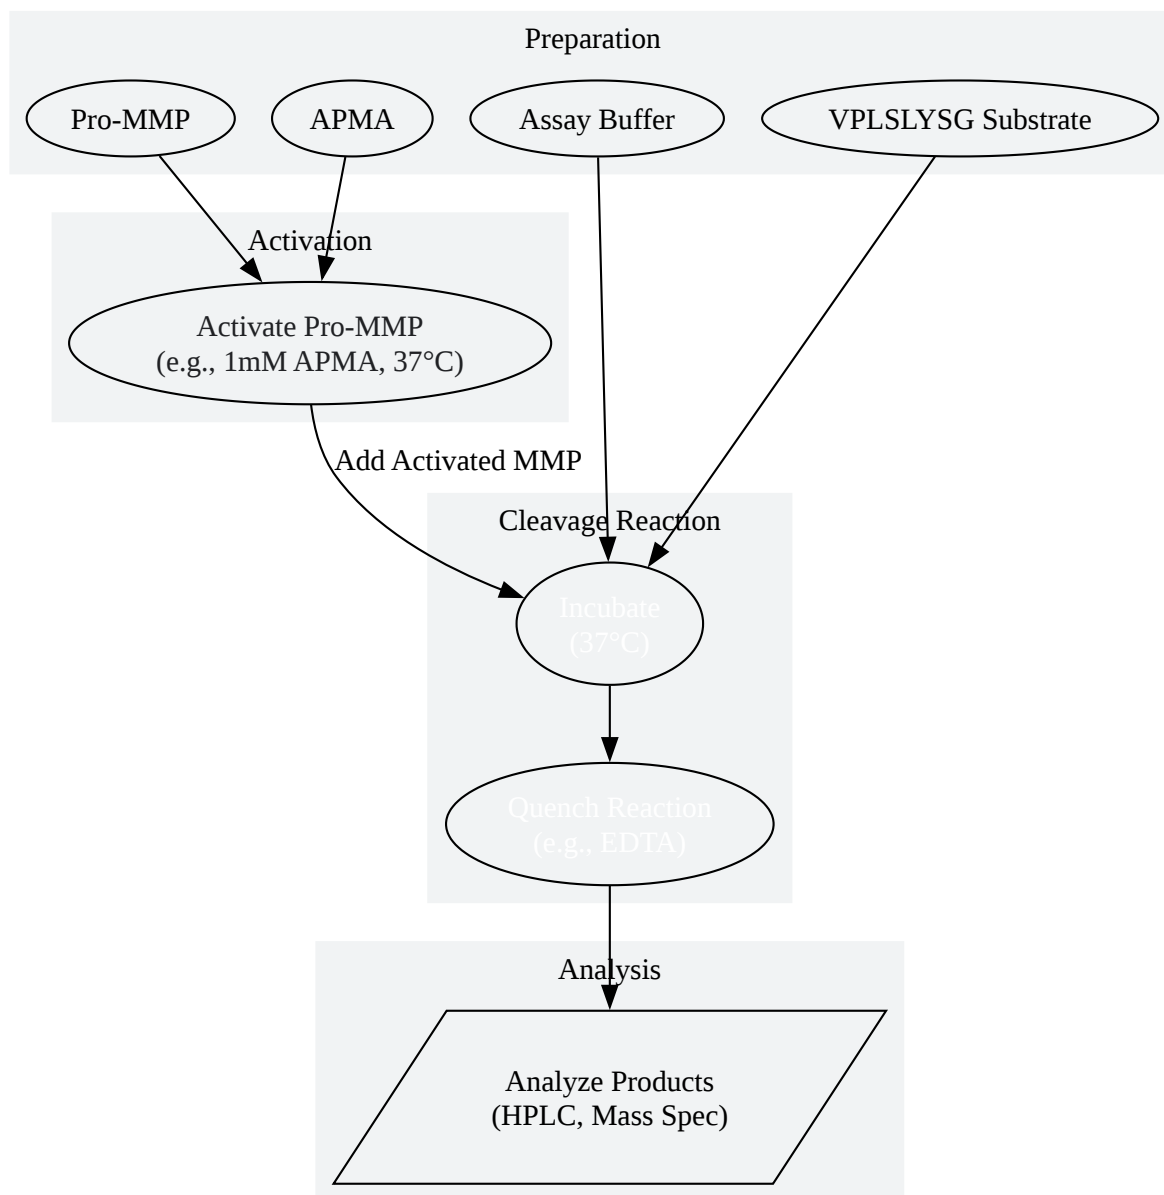 Preparation
Pro-MMP
APMA
Assay Buffer
VPLSLYSG Substrate
Activation
Activate Pro-MMP
(e.g., 1mM APMA, 37°C)
Add Activated MMP
Cleavage Reaction
Incubate
(37°C)
Quench Reaction
(e.g., EDTA)
Analysis
Analyze Products
(HPLC, Mass Spec)